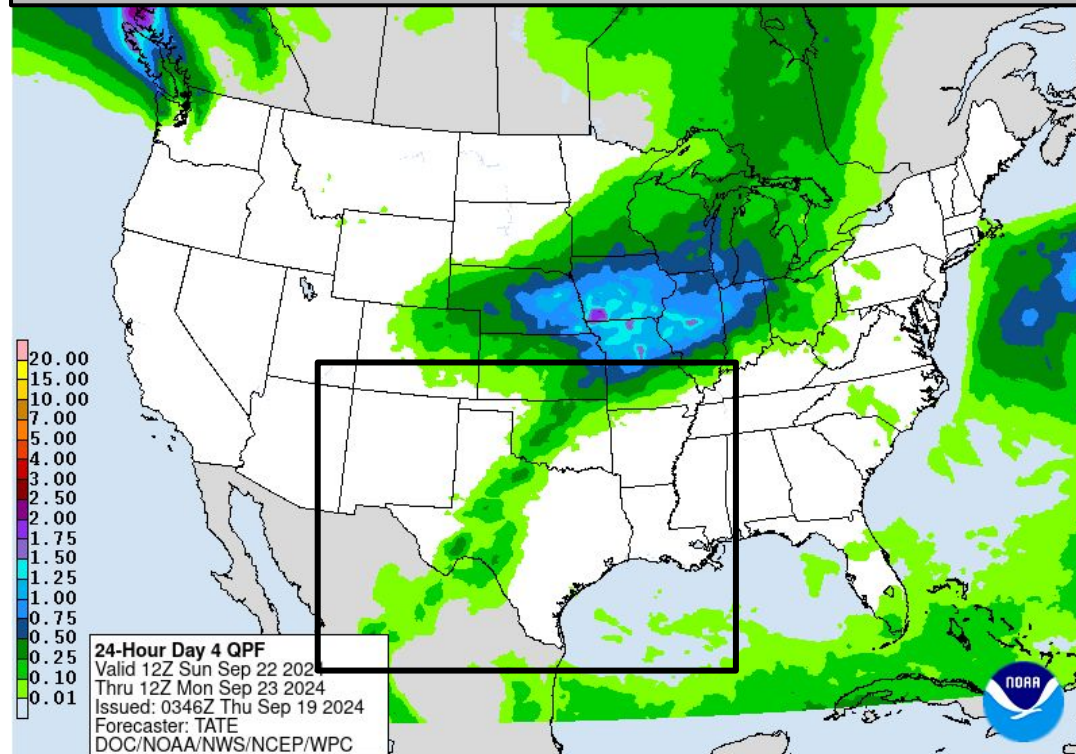 20.00
15.00
10.00
7.00
5.00
4.00
3.00
2.50
2.00
1.75
1.50
1.25
1.00
0.75
0.50
0.25
0.10
0.01
24-Hour Day 4 QPF
Valid 12Z Sun Sep 22 2024
Thru 12Z Mon Sep 23 2024
Issued: 0346Z Thu Sep 19 2024
Forecaster: TATE
DOC/NOAA/NWS/NCEP/WPC
NOAA